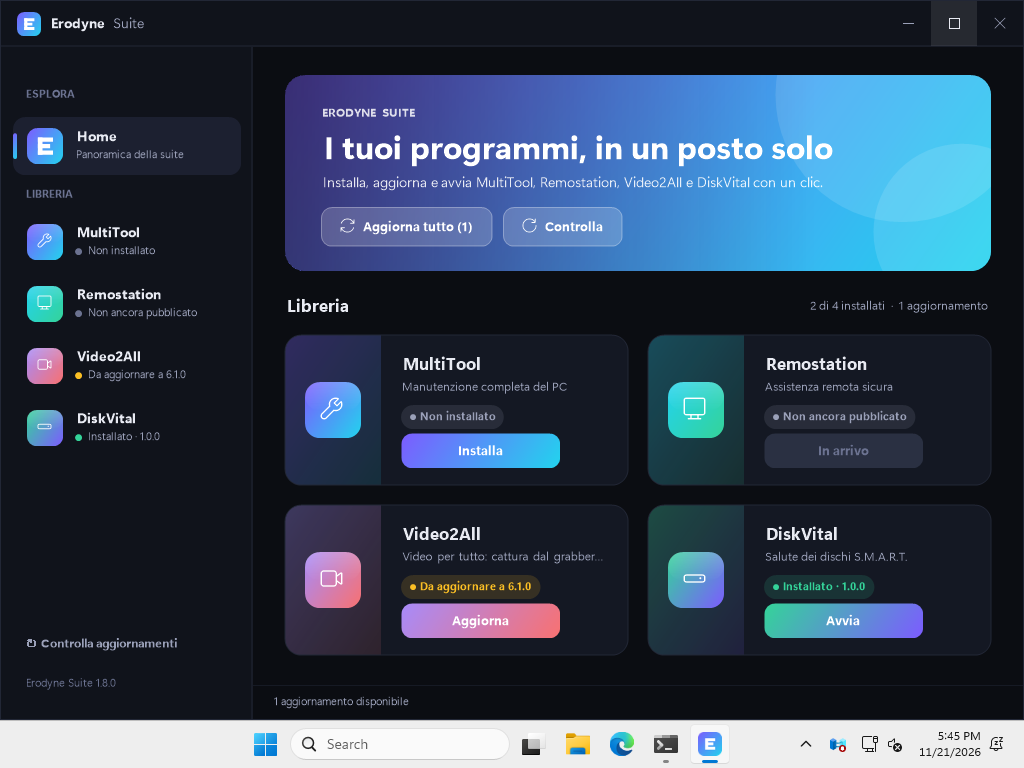 E Erodyne Suite
ESPLORA
E
Home
Panoramica della suite
LIBRERIA
MultiTool
Non installato
Remostation
Non ancora pubblicato
Video2All
Da aggiornare a 6.1.0
DiskVital
Installato · 1.0.0
Controlla aggiornamenti
Erodyne Suite 1.8.0
ERODYNE SUITE
I tuoi programmi, in un posto solo
Installa, aggiorna e avvia MultiTool, Remostation, Video2All e DiskVital con un clic.
Aggiorna tutto (1)
Controlla
Libreria
2 di 4 installati · 1 aggiornamento
MultiTool
Manutenzione completa del PC
Non installato
Installa
Remostation
Assistenza remota sicura
Non ancora pubblicato
In arrivo
Video2All
Video per tutto: cattura dal grabber...
Da aggiornare a 6.1.0
Aggiorna
DiskVital
Salute dei dischi S.M.A.R.T.
Installato · 1.0.0
Avvia
1 aggiornamento disponibile
Search
E
5:45 PM
11/21/2026